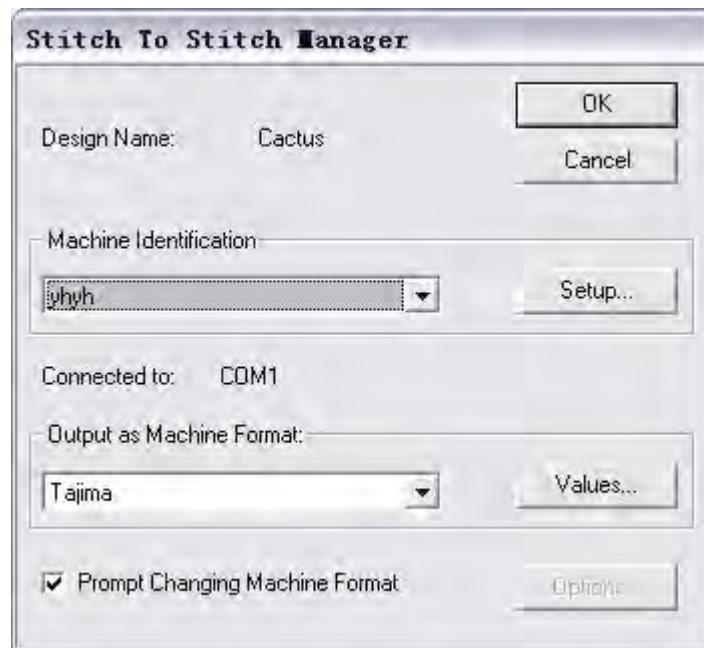 Stitch To Stitch Manager
OK
Design Name: Cactus
Cancel
Machine Identification
yhyh
Setup...
Connected to: COM1
Output as Machine Format:
Tajima
Values...
Prompt Changing Machine Format
Options...